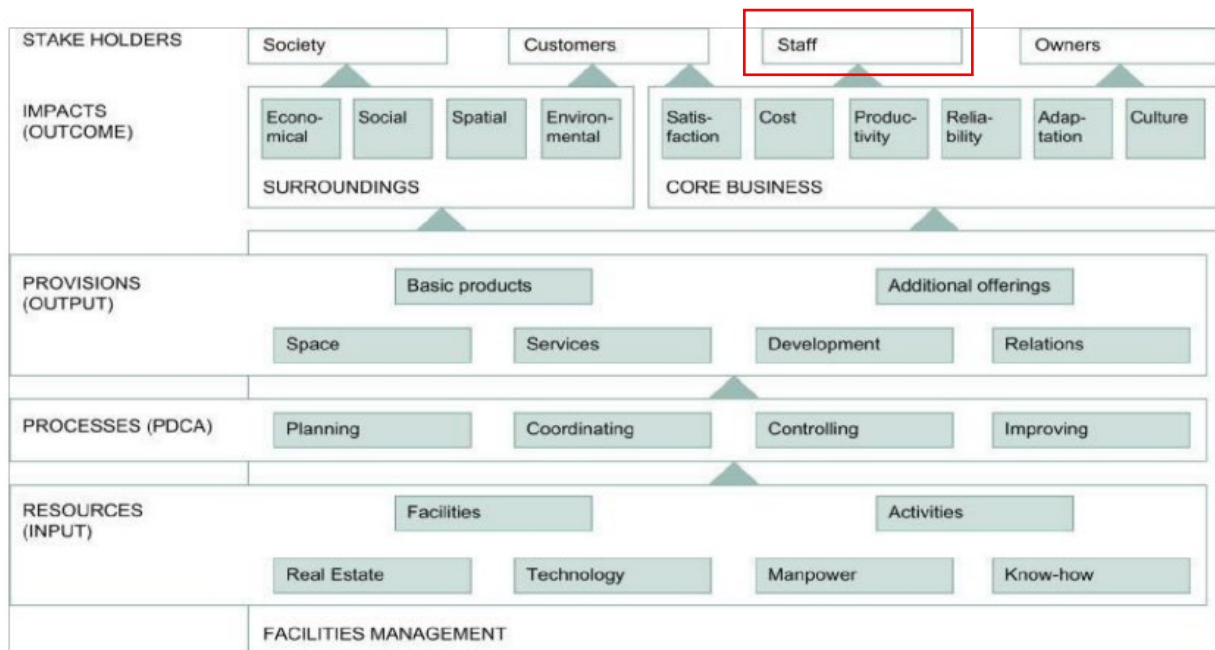 STAKE HOLDERS
Society
Customers
Staff
Owners
IMPACTS
(OUTCOME)
Econo-
mical
Social
Spatial
Environ-
mental
Satis-
faction
Cost
Produc-
tivity
Relia-
bility
Adap-
tation
Culture
SURROUNDINGS
CORE BUSINESS
PROVISIONS
(OUTPUT)
Basic products
Additional offerings
Space
Services
Development
Relations
PROCESSES (PDCA)
Planning
Coordinating
Controlling
Improving
RESOURCES
(INPUT)
Facilities
Activities
Real Estate
Technology
Manpower
Know-how
FACILITIES MANAGEMENT